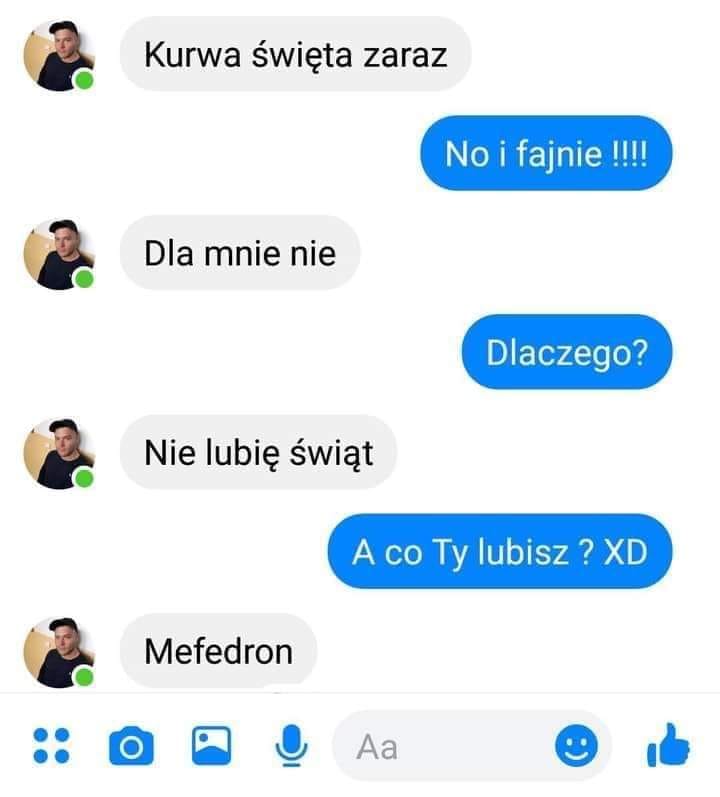 Kurwa święta zaraz
No i fajnie !!!!
Dla mnie nie
Dlaczego?
Nie lubię świąt
A co Ty lubisz ? XD
Mefedron
Aa